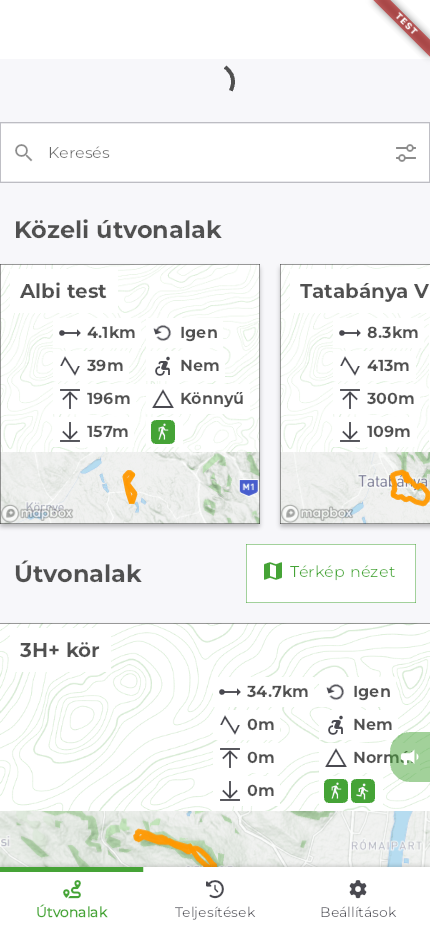 TEST
Keresés
Közeli útvonalak
Albi test
4.1km Igen
39m Nem
196m Könnyű
157m
Környe
M1
mapbox
Tatabánya V
8.3km
413m
300m
109m
Tatabánya
mapbox
Útvonalak
Térkép nézet
3H+ kör
34.7km Igen
0m Nem
0m
0m
RÓMAIPART
Útvonalak Teljesítések Beállítások